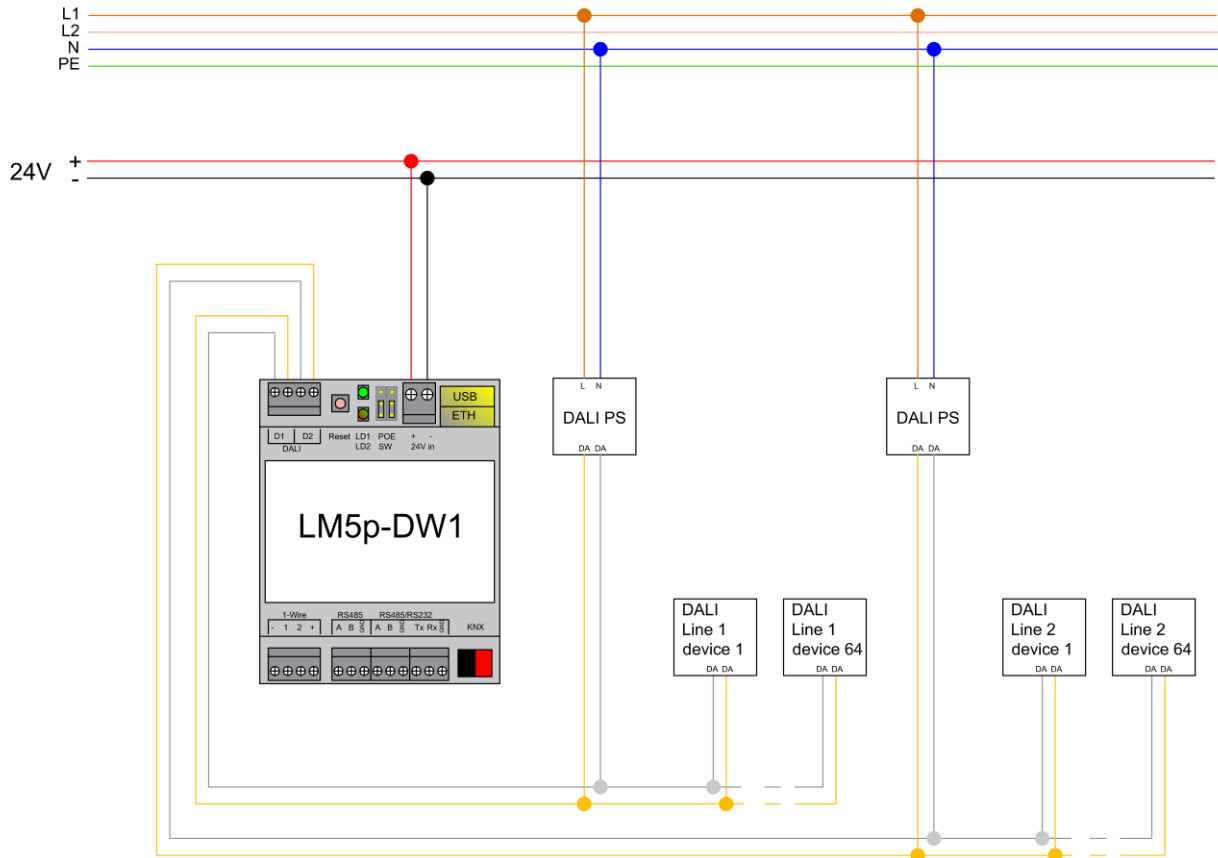 L1
L2
N
PE
24V
+
-
USB
ETH
D1 D2
DALI
Reset LD1 POE + -
LD2 SW 24V in
LM5p-DW1
1-Wire RS485 RS485/RS232
- 1 2 + A B GND A B GND Tx Rx GND KNX
L N
DALI PS
DA DA
L N
DALI PS
DA DA
DALI
Line 1
device 1
DA DA
DALI
Line 1
device 64
DA DA
DALI
Line 2
device 1
DA DA
DALI
Line 2
device 64
DA DA